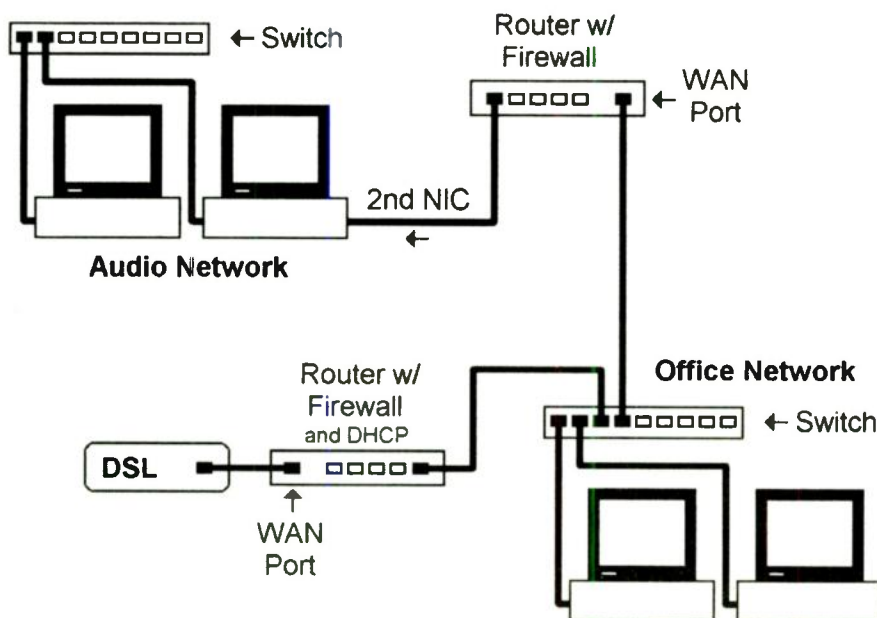 ← Switch
Router w/
Firewall
← WAN
Port
2nd NIC
←
Audio Network
Office Network
← Switch
Router w/
Firewall
and DHCP
DSL
↑
WAN
Port